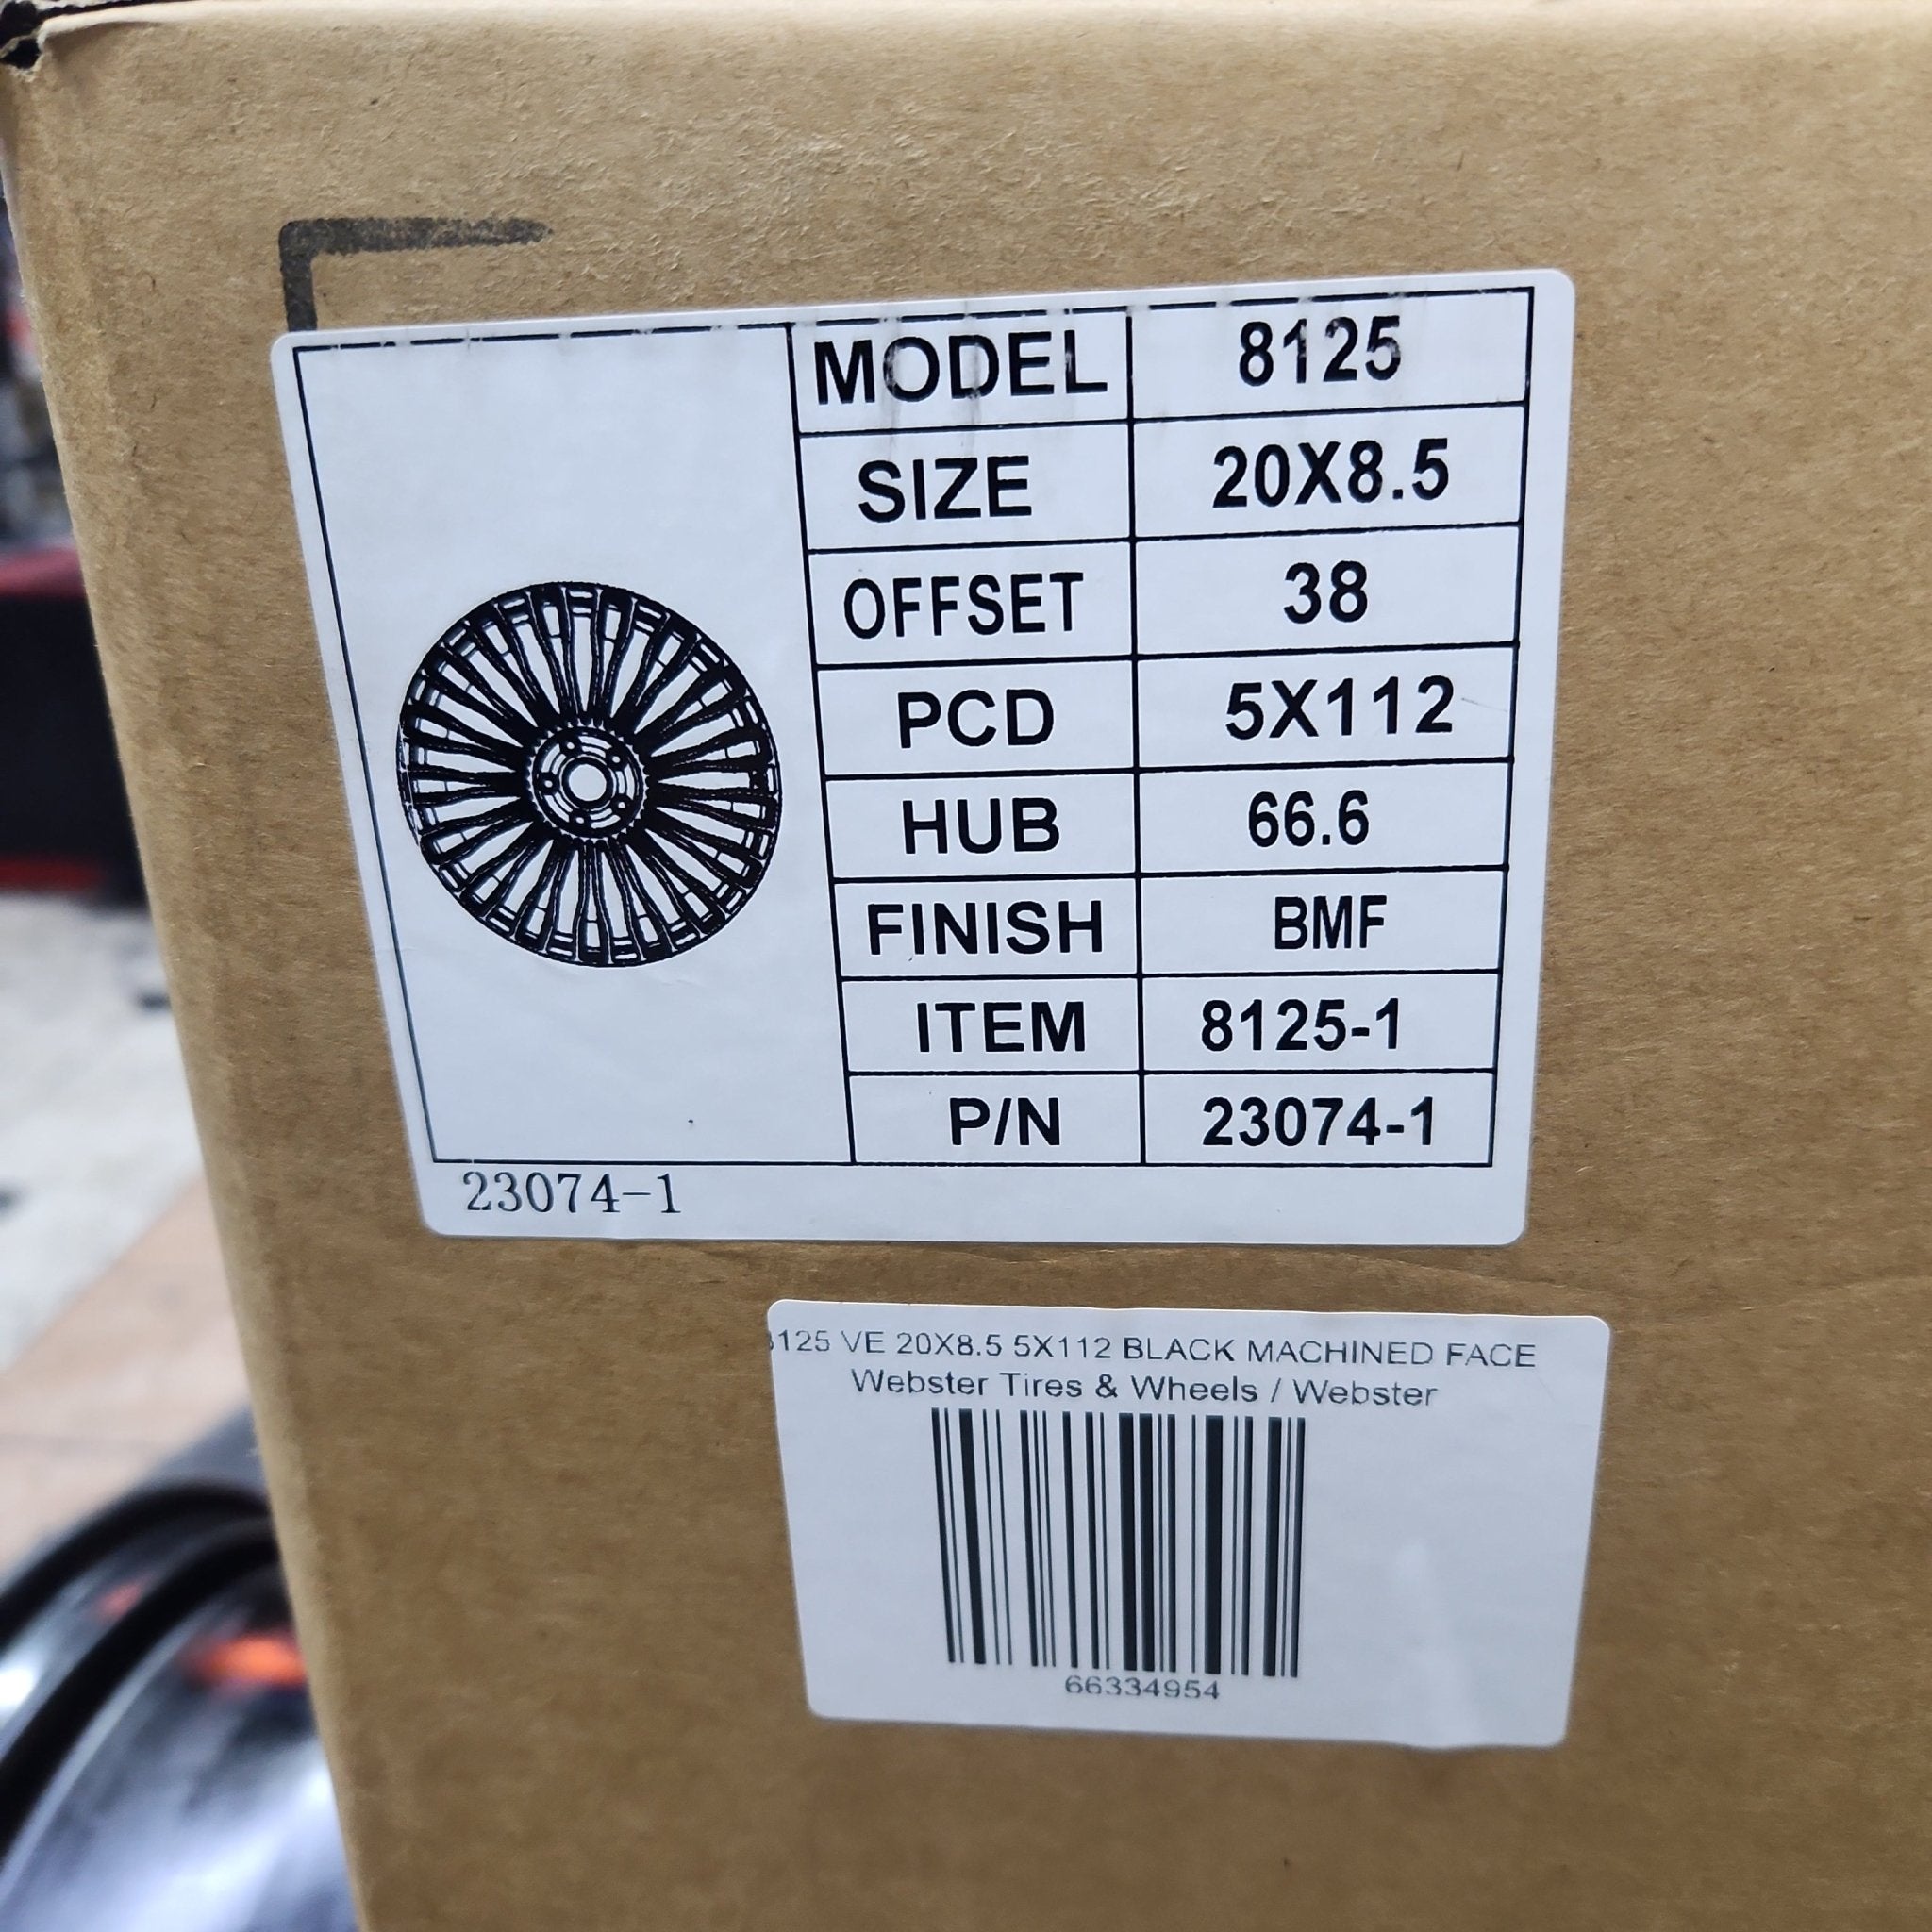 MODEL 8125
SIZE 20X8.5
OFFSET 38
PCD 5X112
HUB 66.6
FINISH BMF
ITEM 8125-1
P/N 23074-1
23074-1
8125 VE 20X8.5 5X112 BLACK MACHINED FACE
Webster Tires & Wheels / Webster
66334954